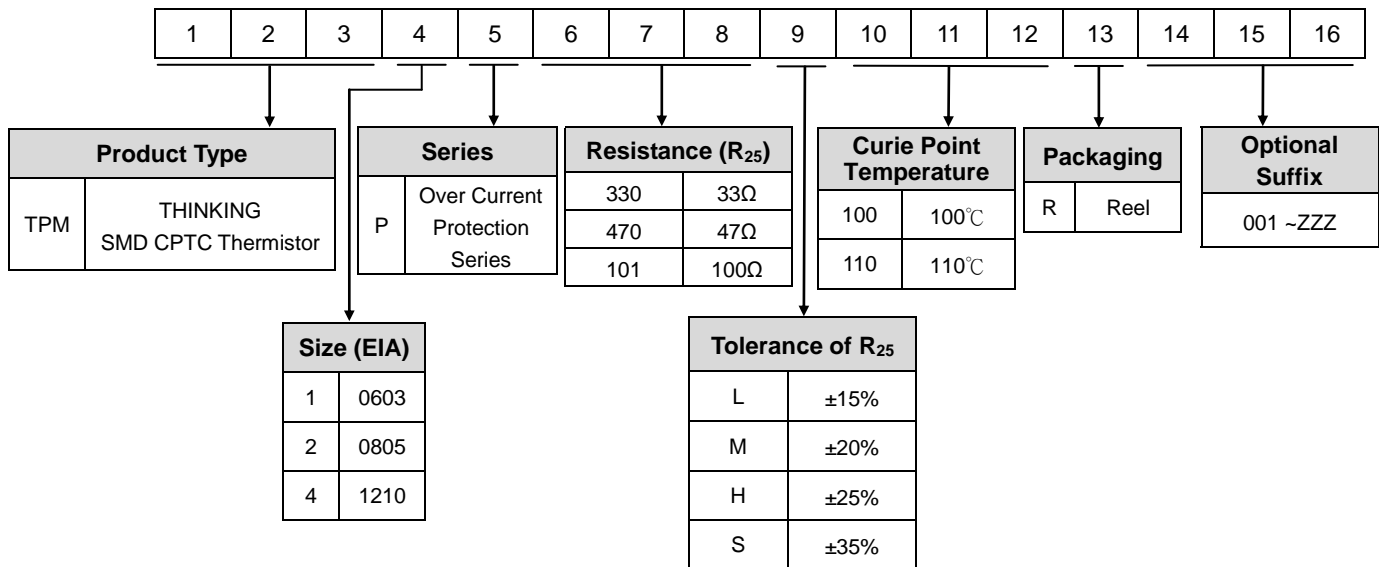 1 2 3 4 5 6 7 8 9 10 11 12 13 14 15 16
Product Type
TPM THINKING
SMD CPTC Thermistor
Series
P Over Current
Protection
Series
Resistance (R25)
330 33Ω
470 47Ω
101 100Ω
Curie Point
Temperature
100 100℃
110 110℃
Packaging
R Reel
Optional
Suffix
001 ~ZZZ
Size (EIA)
1 0603
2 0805
4 1210
Tolerance of R25
L ±15%
M ±20%
H ±25%
S ±35%